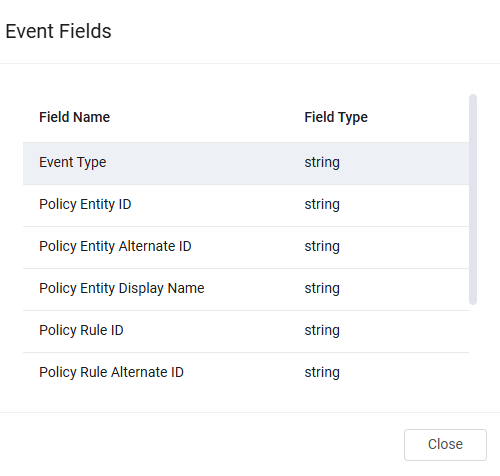 Event Fields
Field Name Field Type
Event Type string
Policy Entity ID string
Policy Entity Alternate ID string
Policy Entity Display Name string
Policy Rule ID string
Policy Rule Alternate ID string
Close